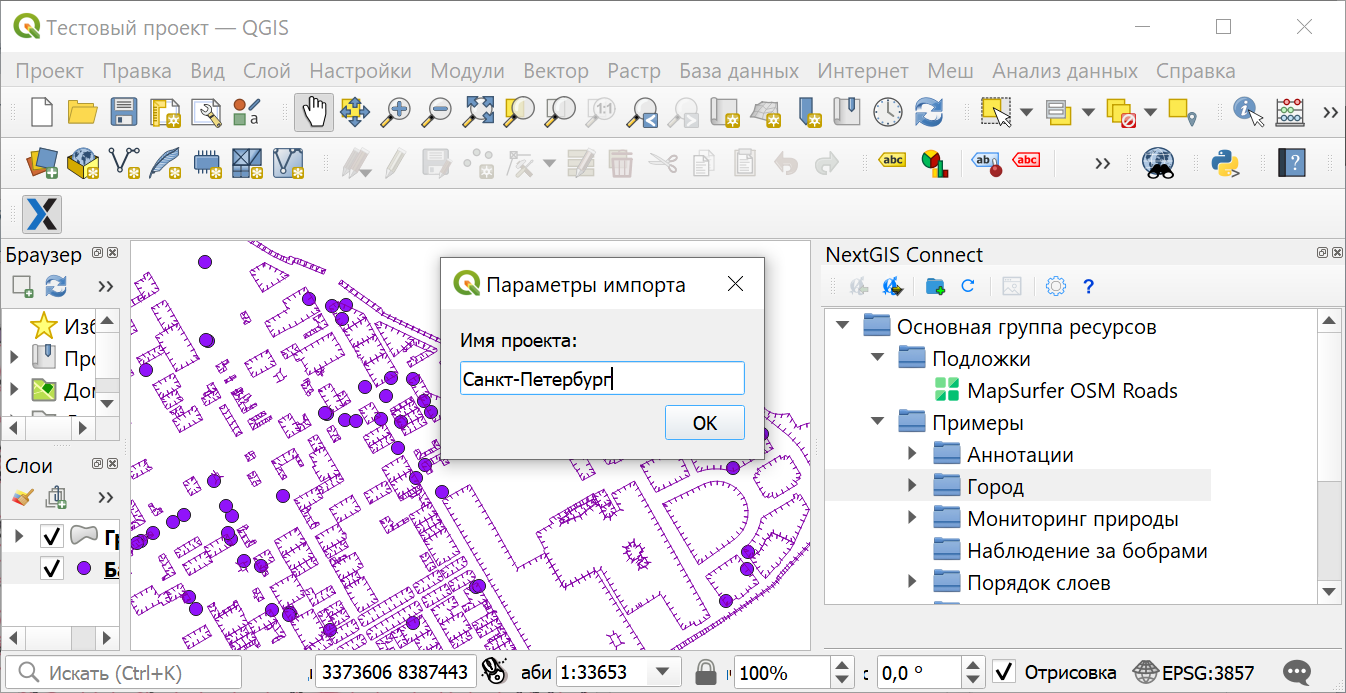 Тестовый проект — QGIS
Проект Правка Вид Слой Настройки Модули Вектор Растр База данных Интернет Меш Анализ данных Справка
a 1:1 »
abc ab abc » ?
Браузер
»
Изб
Про
Дом
Слои
»
Гр
Ба
Параметры импорта
Имя проекта:
Санкт-Петербург
OK
NextGIS Connect
?
Основная группа ресурсов
Подложки
MapSurfer OSM Roads
Примеры
Аннотации
Город
Мониторинг природы
Наблюдение за бобрами
Порядок слоев
Искать (Ctrl+K) 3373606 8387443 аби 1:33653 100% 0,0 ° Отрисовка EPSG:3857